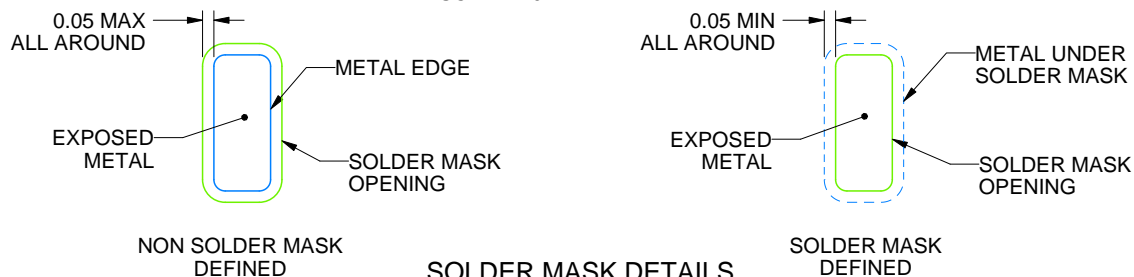 0.05 MAX
ALL AROUND
METAL EDGE
EXPOSED
METAL
SOLDER MASK
OPENING
NON SOLDER MASK
DEFINED
0.05 MIN
ALL AROUND
METAL UNDER
SOLDER MASK
EXPOSED
METAL
SOLDER MASK
OPENING
SOLDER MASK
DEFINED
SOLDER MASK DETAILS